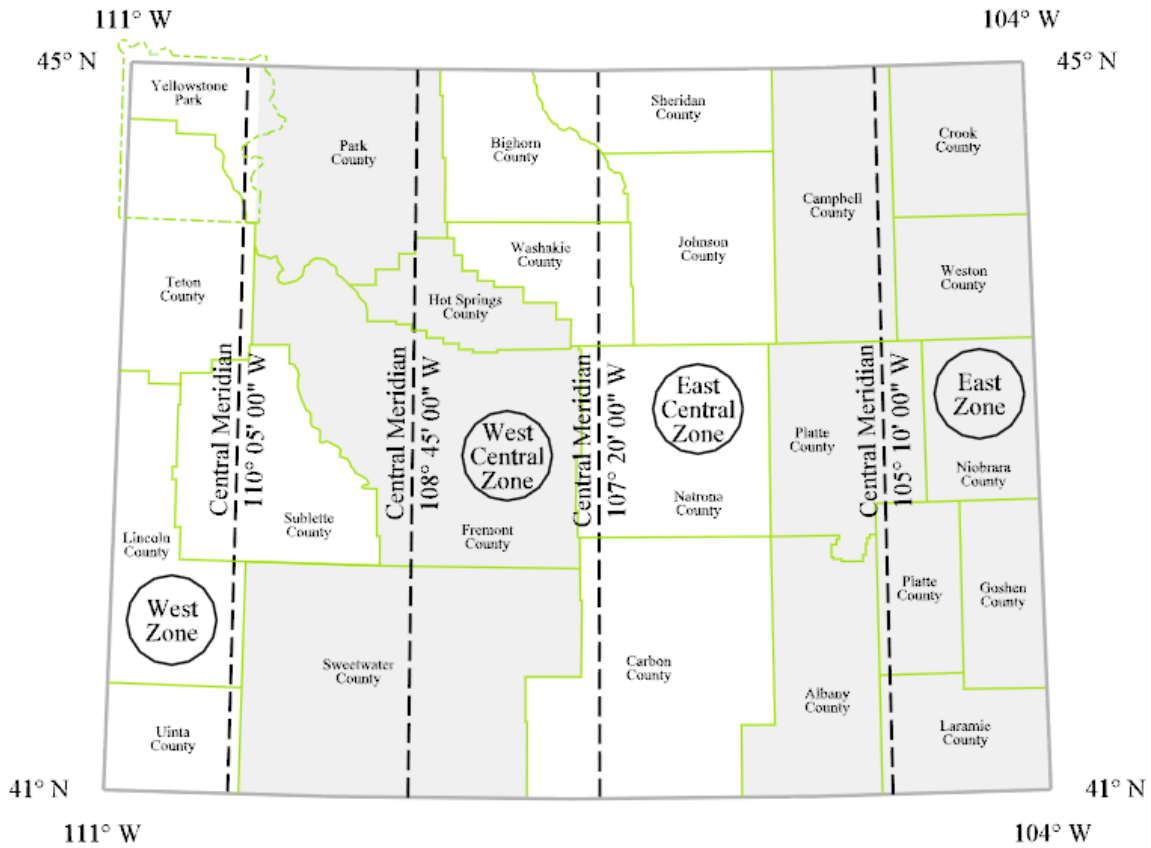 111° W
104° W
45° N
45° N
Yellowstone
Park
Park
County
Bighorn
County
Sheridan
County
Crook
County
Campbell
County
Washakie
County
Johnson
County
Weston
County
Teton
County
Hot Springs
County
Central Meridian
110° 05' 00" W
Central Meridian
108° 45' 00" W
West
Central
Zone
Central Meridian
107° 20' 00" W
East
Central
Zone
Platte
County
Central Meridian
105° 10' 00" W
East
Zone
Niobrara
County
Natrona
County
Sublette
County
Fremont
County
Lincoln
County
West
Zone
Platte
County
Goshen
County
Sweetwater
County
Carbon
County
Albany
County
Uinta
County
Laramie
County
41° N
41° N
111° W
104° W